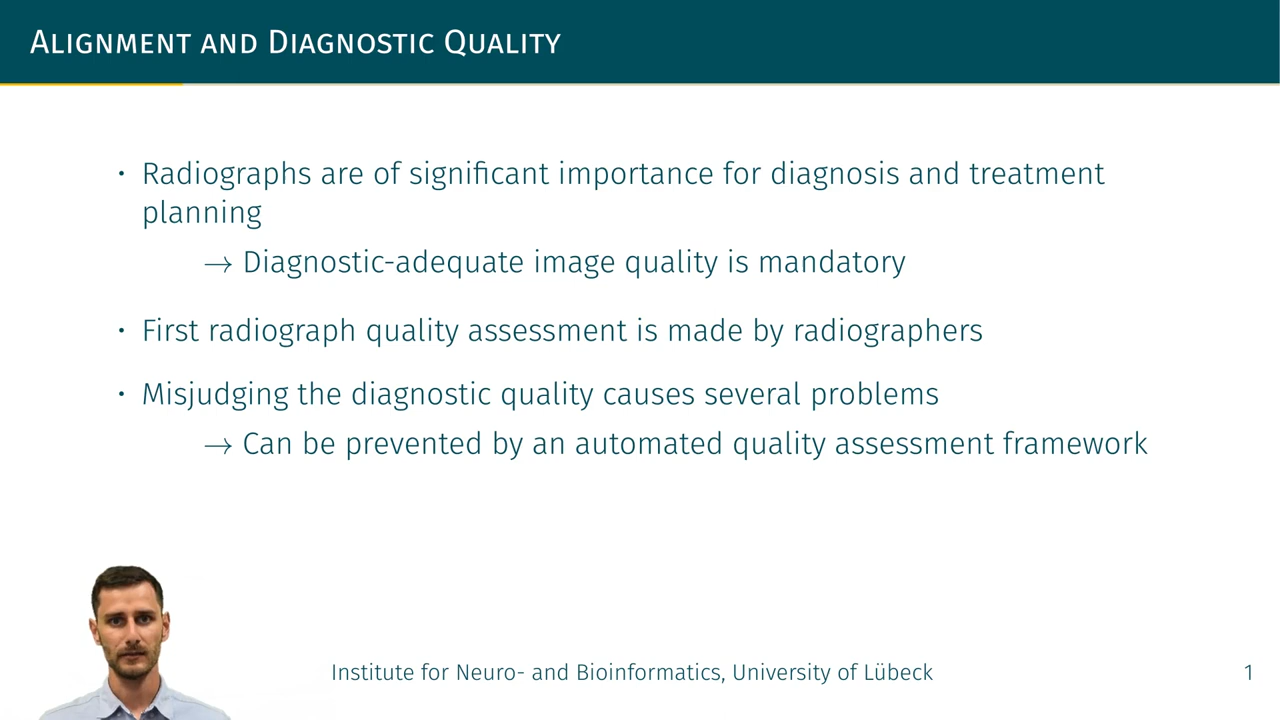 Alignment and Diagnostic Quality
• Radiographs are of significant importance for diagnosis and treatment
planning
→ Diagnostic-adequate image quality is mandatory
• First radiograph quality assessment is made by radiographers
• Misjudging the diagnostic quality causes several problems
→ Can be prevented by an automated quality assessment framework
Institute for Neuro- and Bioinformatics, University of Lübeck
1